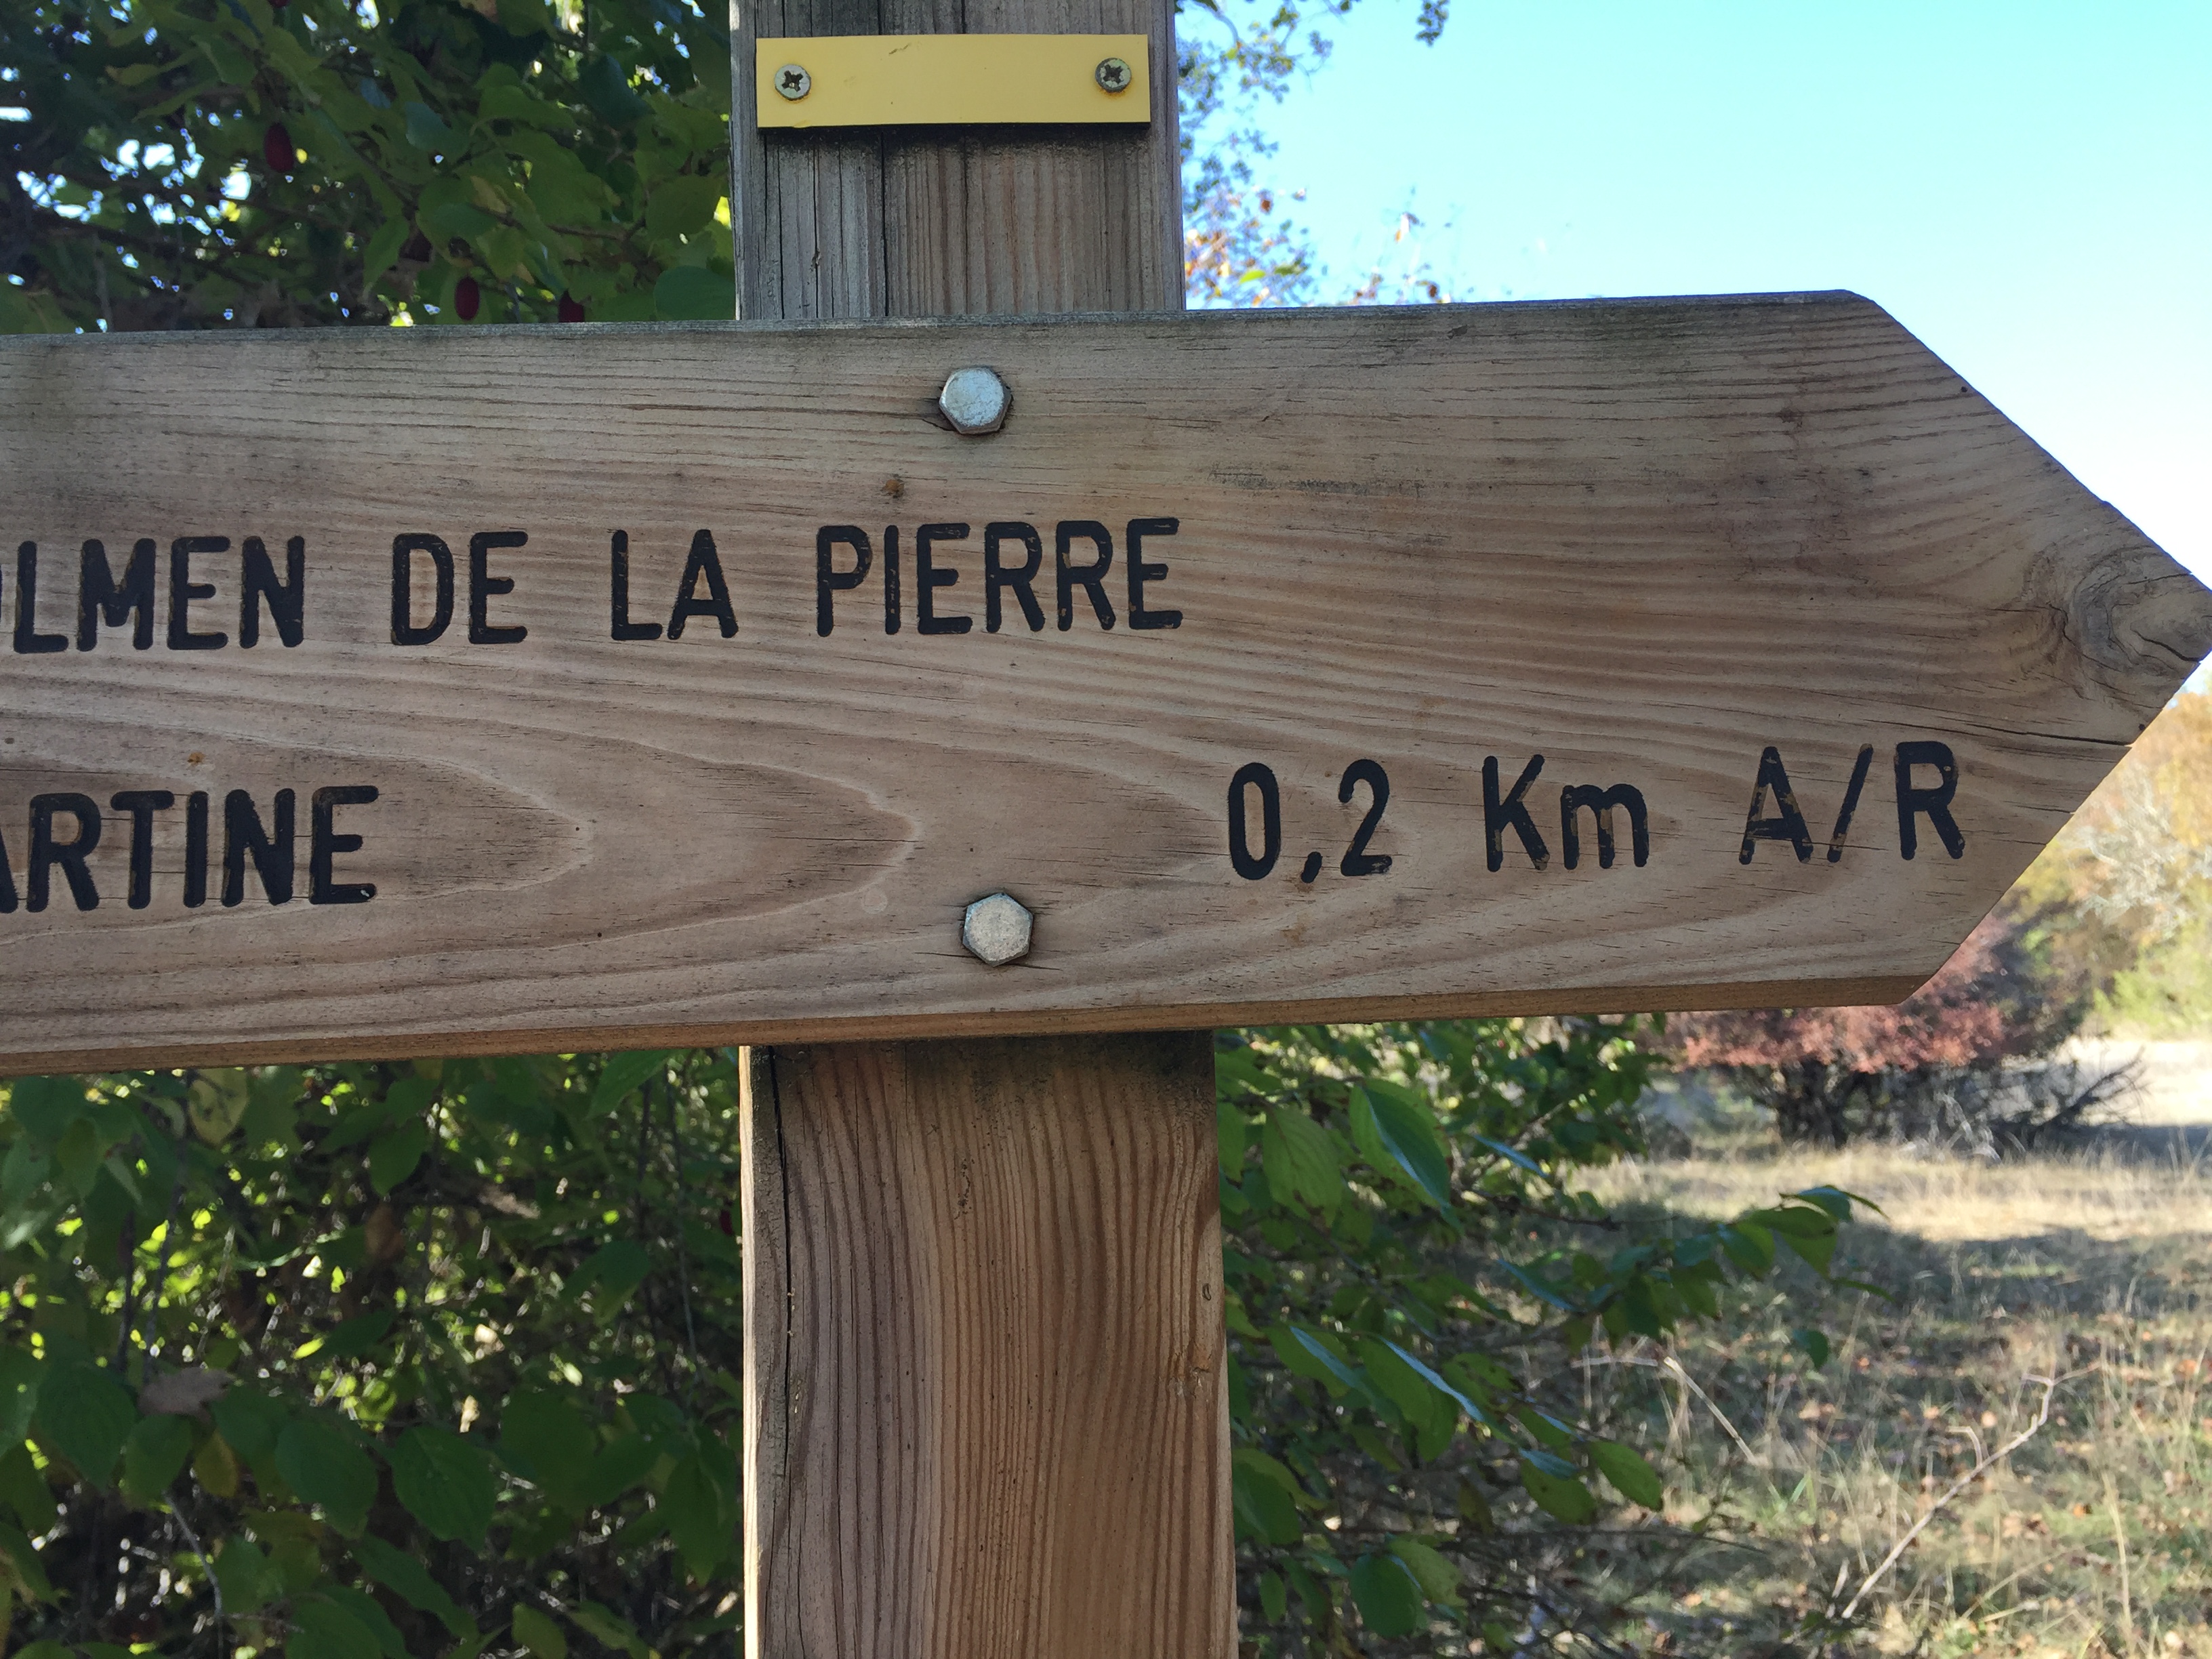 OLMEN DE LA PIERRE
ARTINE 0,2 Km A/R